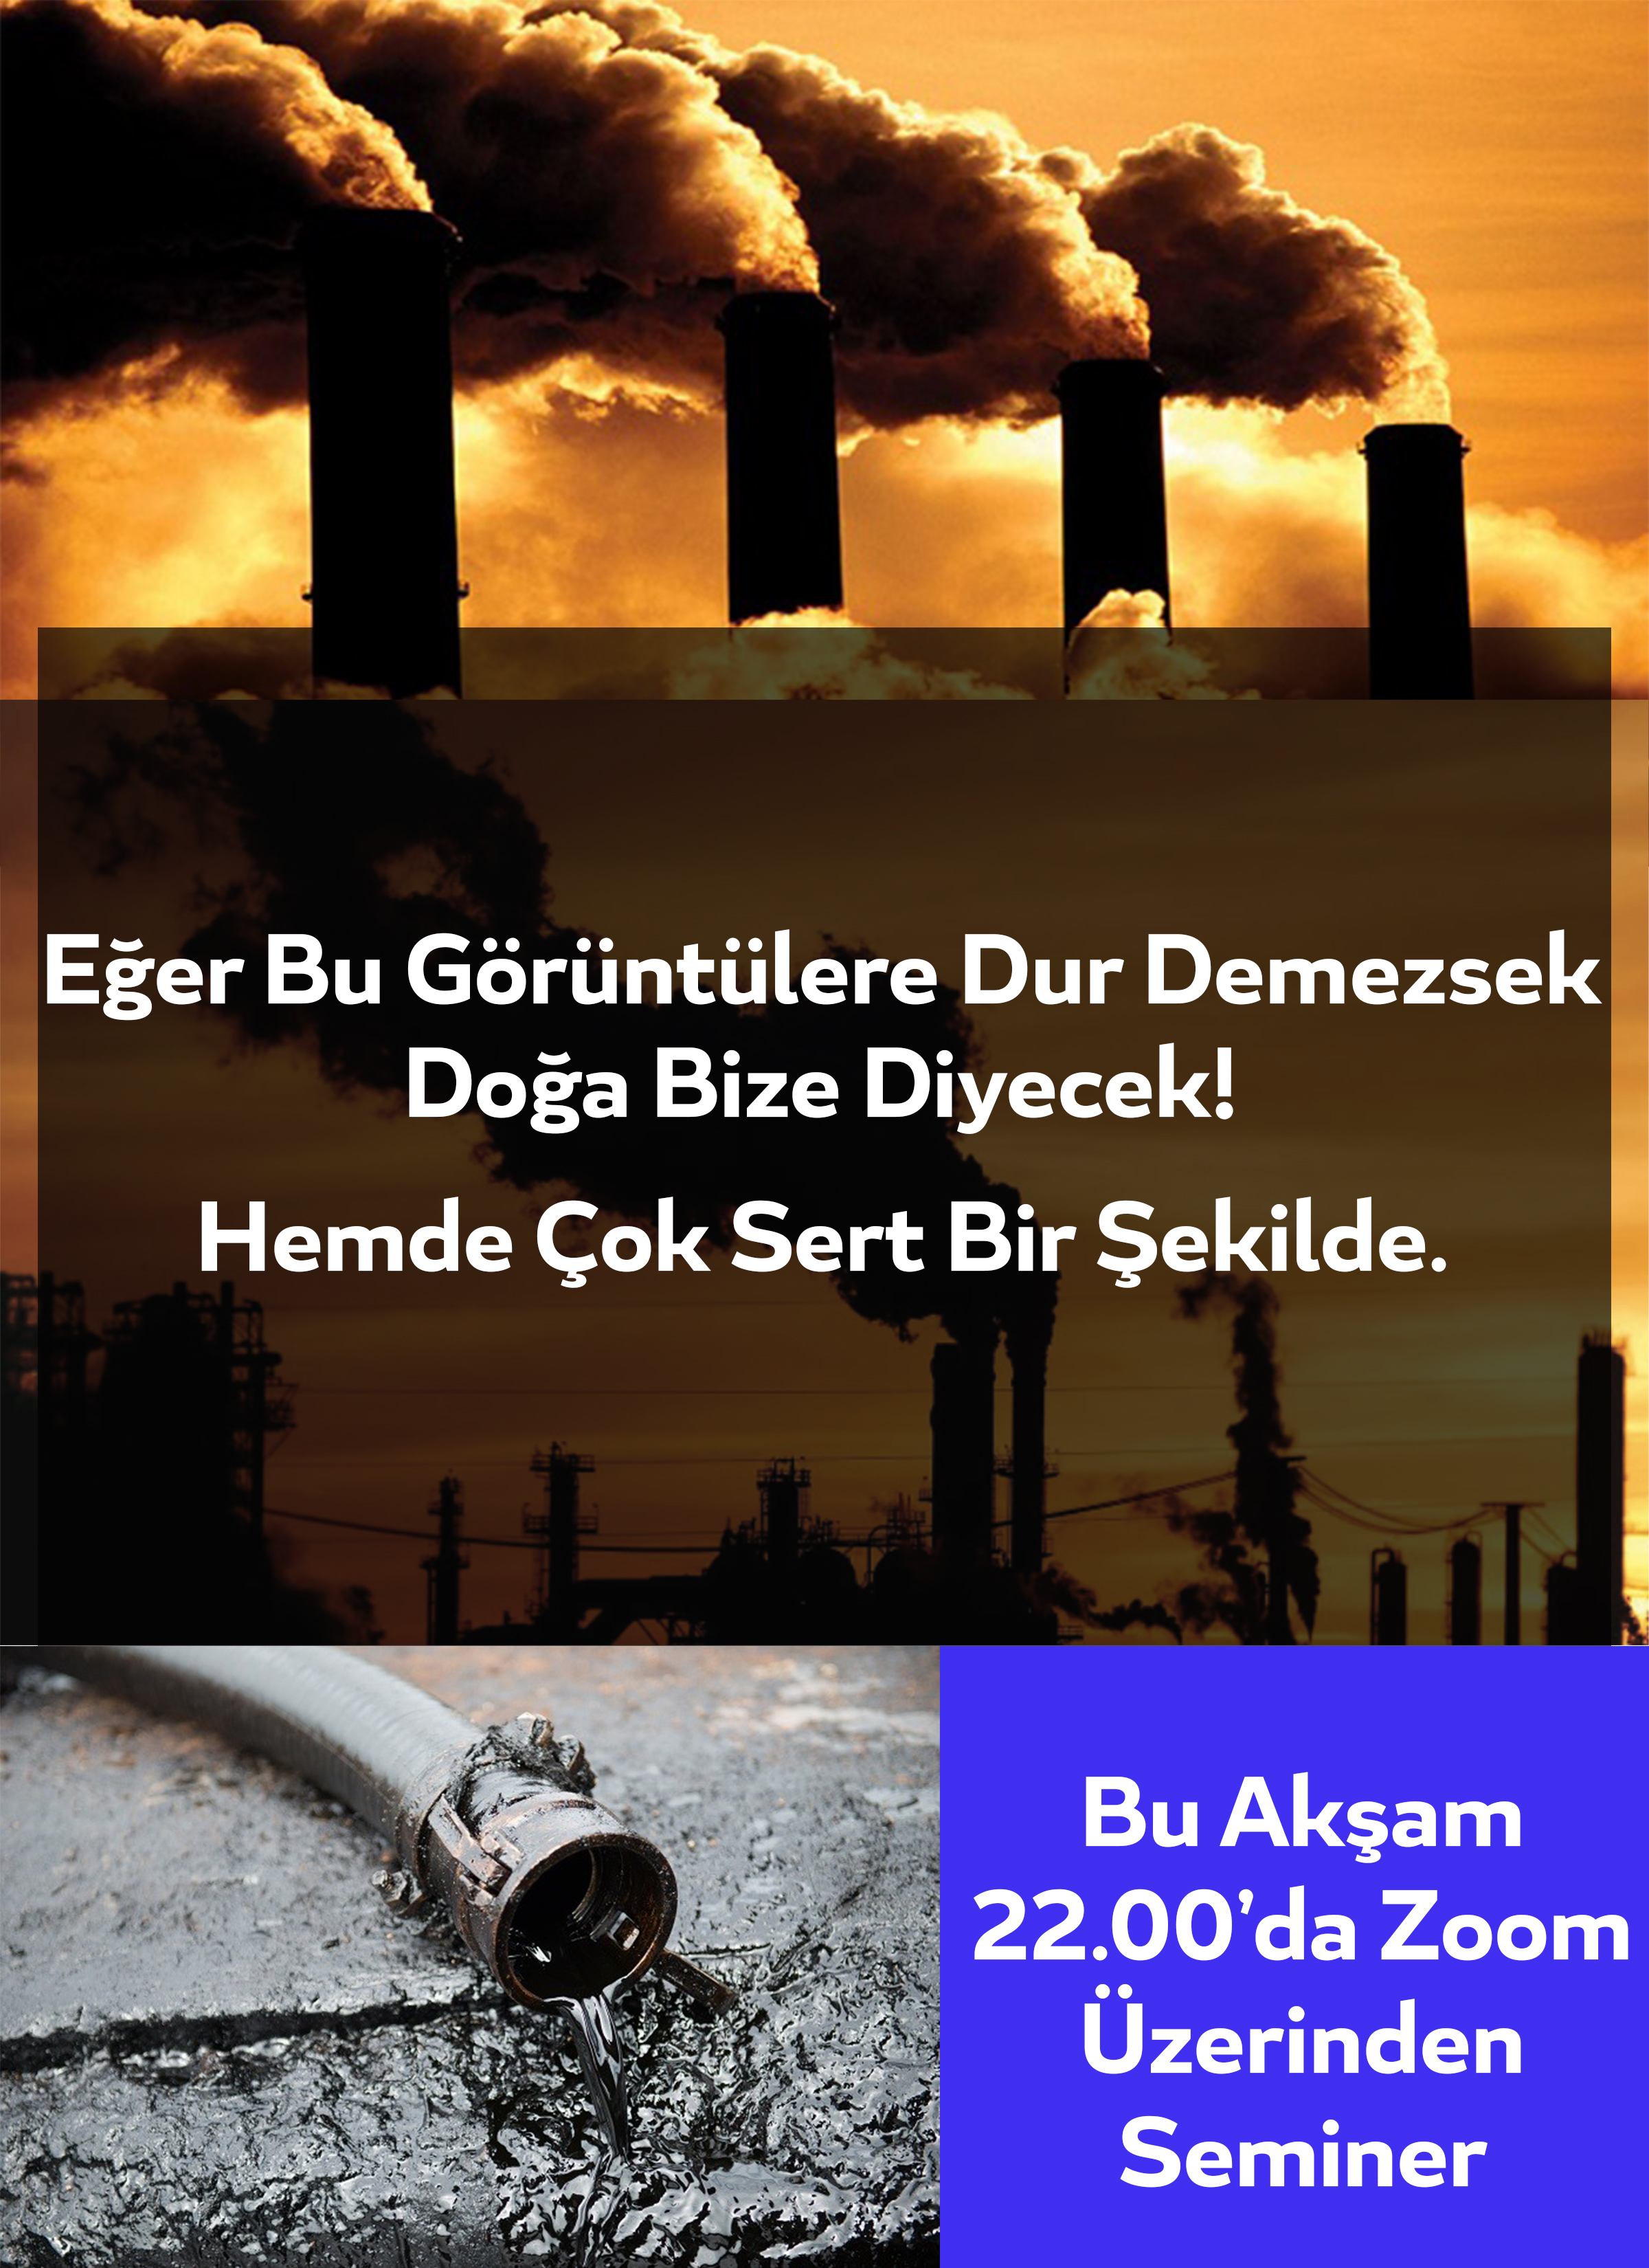 Eğer Bu Görüntülere Dur Demezsek
Doğa Bize Diyecek!
Hemde Çok Sert Bir Şekilde.
Bu Akşam
22.00’da Zoom
Üzerinden
Seminer